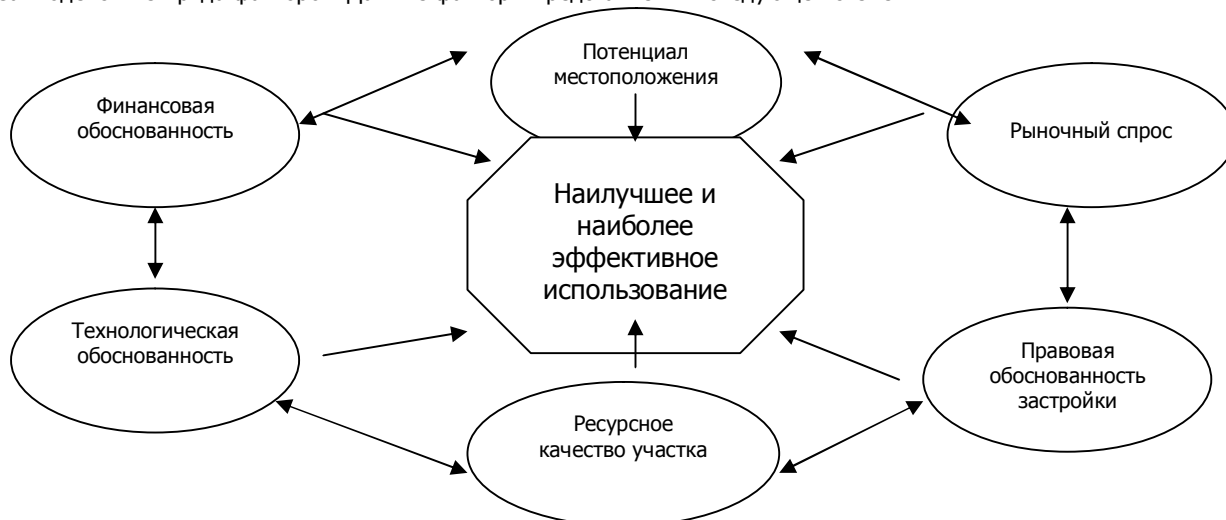 Потенциал
местоположения
Финансовая
обоснованность
Рыночный спрос
Наилучшее и
наиболее
эффективное
использование
Технологическая
обоснованность
Правовая
обоснованность
застройки
Ресурсное
качество участка